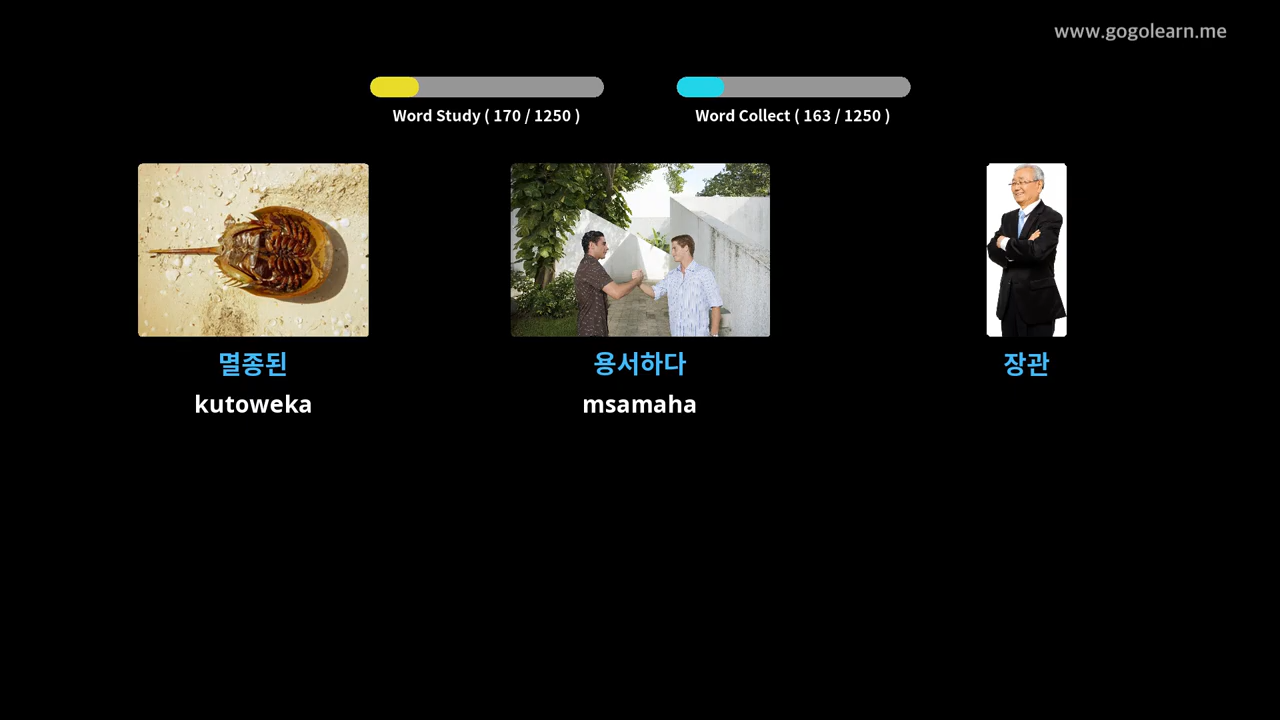 www.gogolearn.me
Word Study ( 170 / 1250 )
Word Collect ( 163 / 1250 )
멸종된
용서하다
장관
kutoweka
msamaha